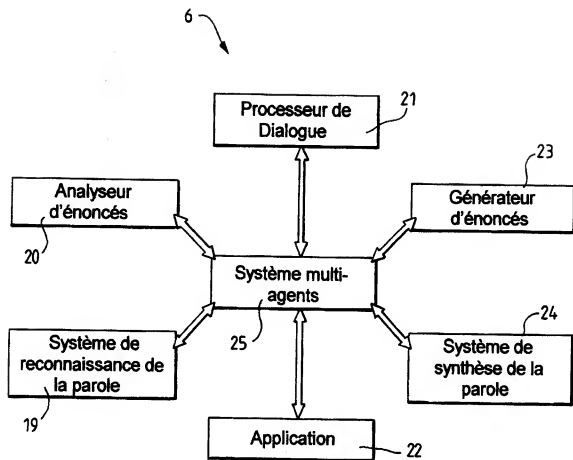 6
Processeur de
Dialogue
21
Analyseur
d'énoncés
20
23
Générateur
d'énoncés
Système multi-
agents
25
Système de
reconnaissance de
la parole
19
24
Système de
synthèse de la
parole
Application
22